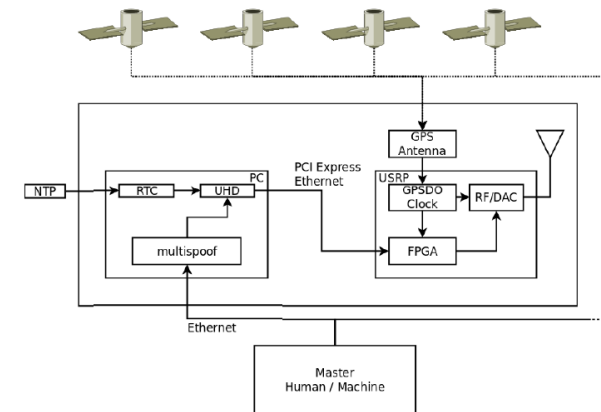 GPS
Antenna
PCI Express
Ethernet
PC
USRP
NTP
RTC
UHD
GPSDO
Clock
RF/DAC
multispoof
FPGA
Ethernet
Master
Human / Machine